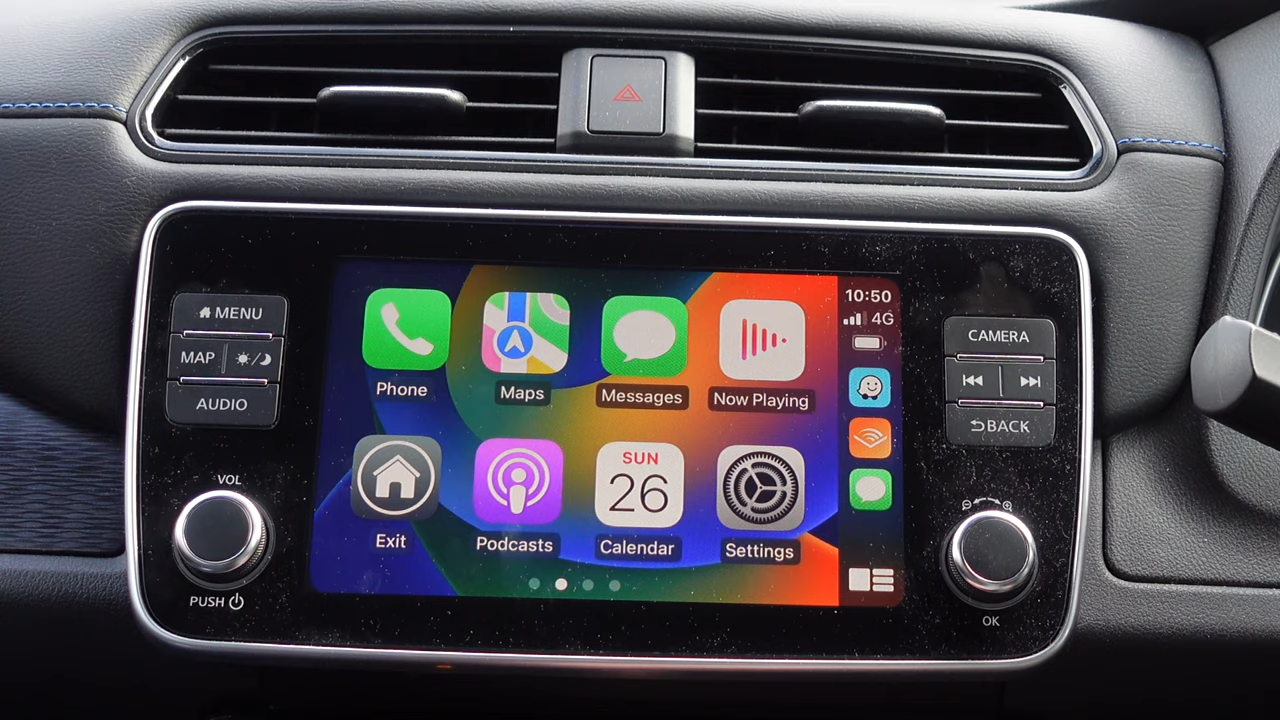 MENU
MAP
AUDIO
VOL
PUSH
Phone
Maps
Messages
Now Playing
Exit
Podcasts
SUN
26
Calendar
Settings
10:50
4G
CAMERA
BACK
OK